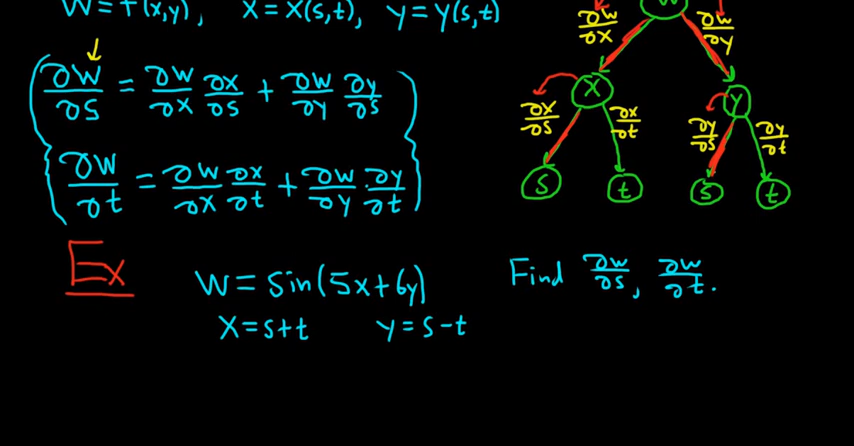 W = f(x,y),   X = X(s,t),   Y = Y(s,t)
∂W/∂S = ∂W/∂X ∂X/∂S + ∂W/∂Y ∂Y/∂S
∂W/∂t = ∂W/∂X ∂X/∂t + ∂W/∂Y · ∂Y/∂t
W
∂W/∂X   ∂W/∂Y
X   Y
∂X/∂S   ∂X/∂t   ∂Y/∂S   ∂Y/∂t
S   t   S   t
Ex   W = Sin(5x+6y)   Find ∂W/∂S, ∂W/∂t.
X = S+t   Y = S-t